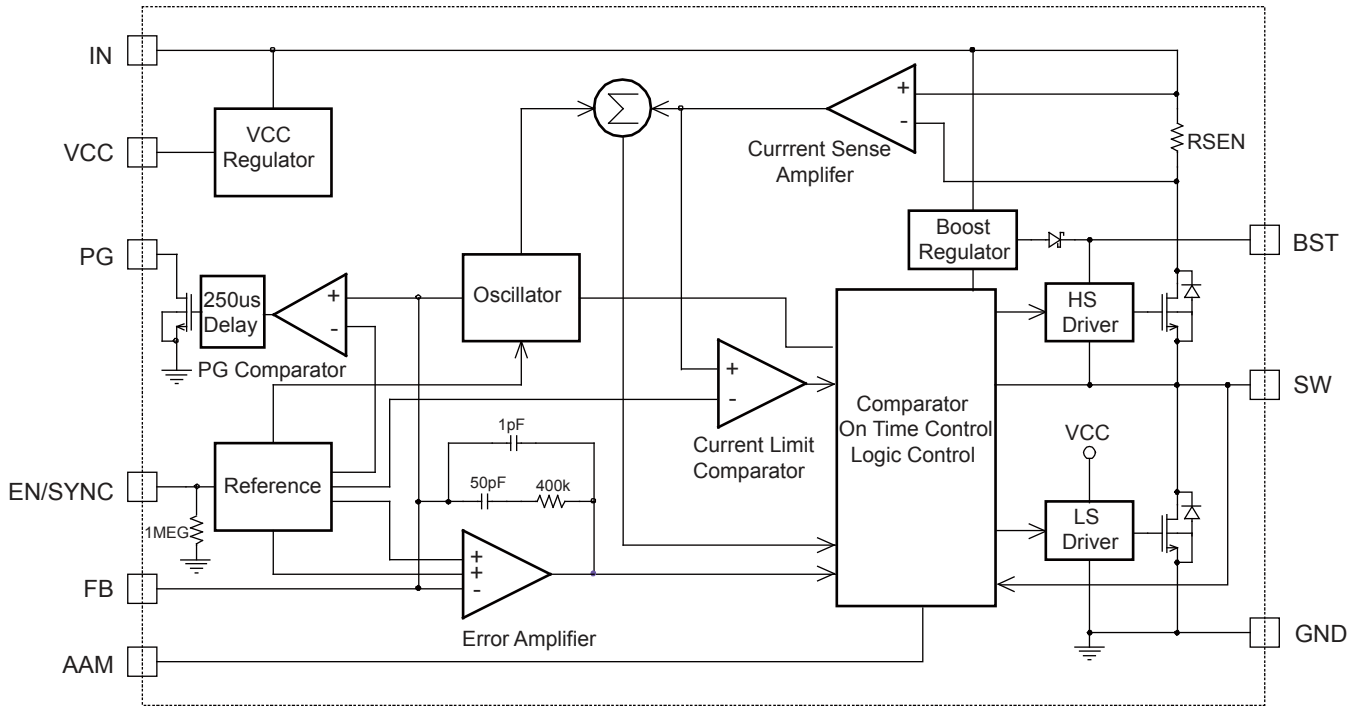 IN
VCC
VCC
Regulator
Σ
+
-
Currrent Sense
Amplifer
RSEN
PG
250us
Delay
+
-
PG Comparator
Oscillator
Boost
Regulator
BST
HS
Driver
+
-
Current Limit
Comparator
Comparator
On Time Control
Logic Control
SW
VCC
EN/SYNC
Reference
1MEG
1pF
50pF
400k
LS
Driver
FB
+
+
-
Error Amplifier
AAM
GND